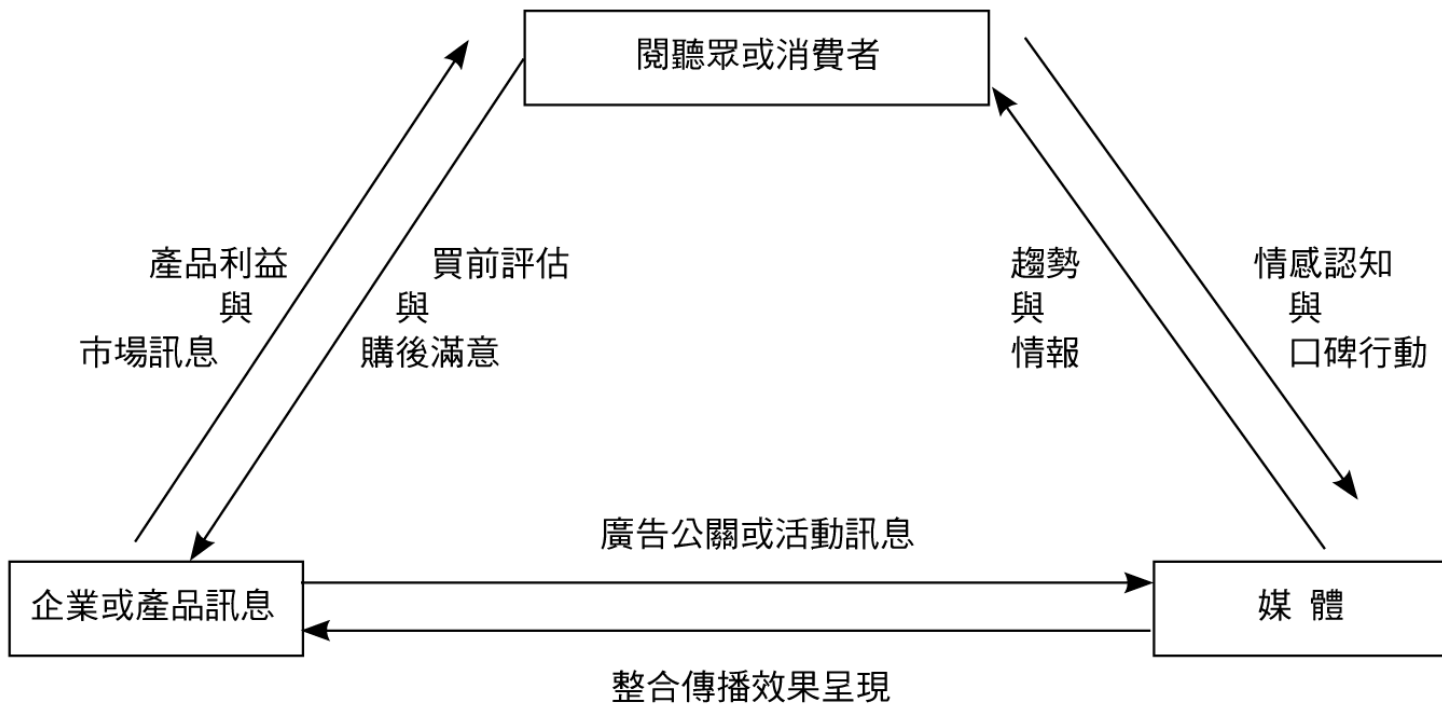 閱聽眾或消費者
產品利益
與
市場訊息
買前評估
與
購後滿意
趨勢
與
情報
情感認知
與
口碑行動
廣告公關或活動訊息
企業或產品訊息
媒 體
整合傳播效果呈現